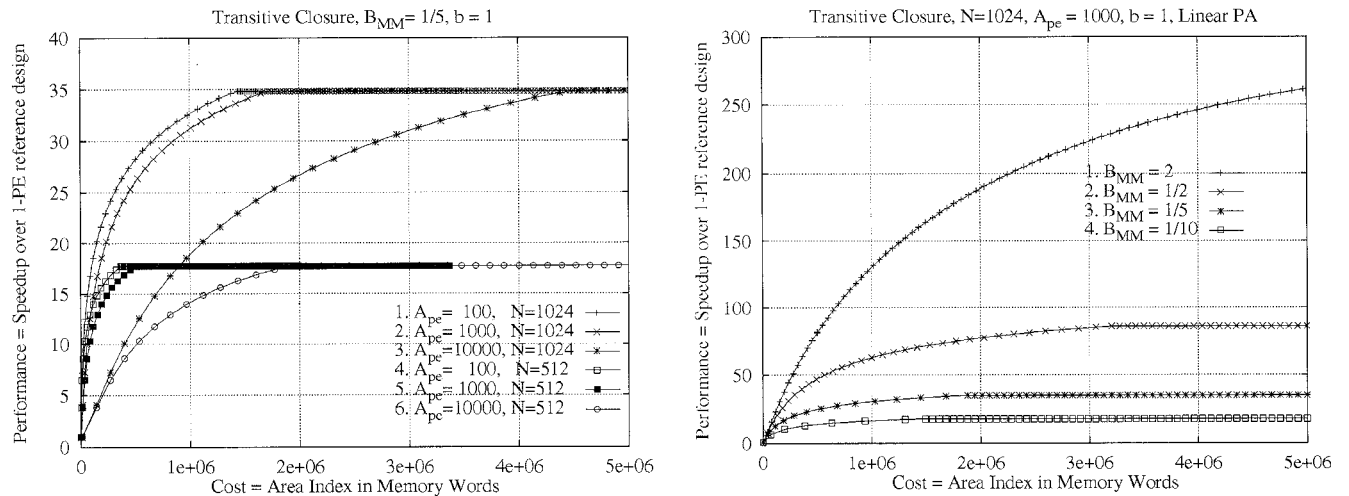 Transitive Closure, B_MM = 1/5, b = 1
Performance = Speedup over 1-PE reference design
40
35
30
25
20
15
10
5
0
1. A_pe = 100, N=1024
2. A_pe = 1000, N=1024
3. A_pe=10000, N=1024
4. A_pe = 100, N=512
5. A_pe = 1000, N=512
6. A_pe=10000, N=512
0 1e+06 2e+06 3e+06 4e+06 5e+06
Cost = Area Index in Memory Words
Transitive Closure, N=1024, A_pe = 1000, b = 1, Linear PA
Performance = Speedup over 1-PE reference design
300
250
200
150
100
50
0
1. B_MM = 2
2. B_MM = 1/2
3. B_MM = 1/5
4. B_MM = 1/10
0 1e+06 2e+06 3e+06 4e+06 5e+06
Cost = Area Index in Memory Words